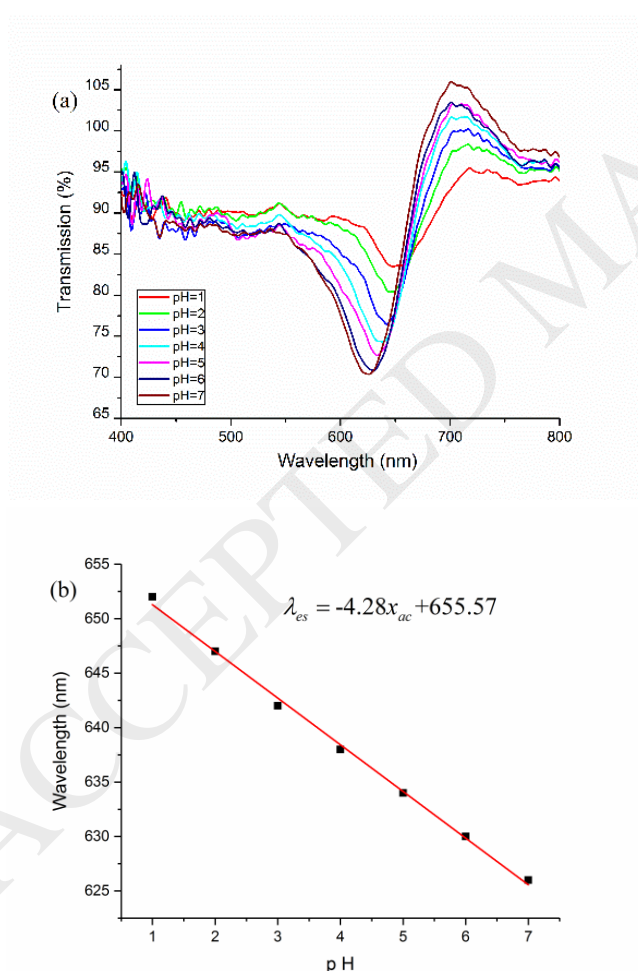 (a)
105
100
95
90
85
80
75
70
65
Transmission (%)
pH=1
pH=2
pH=3
pH=4
pH=5
pH=6
pH=7
400 500 600 700 800
Wavelength (nm)
ACCEPTED MA
(b)
λes = -4.28xac+655.57
655
650
645
640
635
630
625
Wavelength (nm)
1 2 3 4 5 6 7
p H